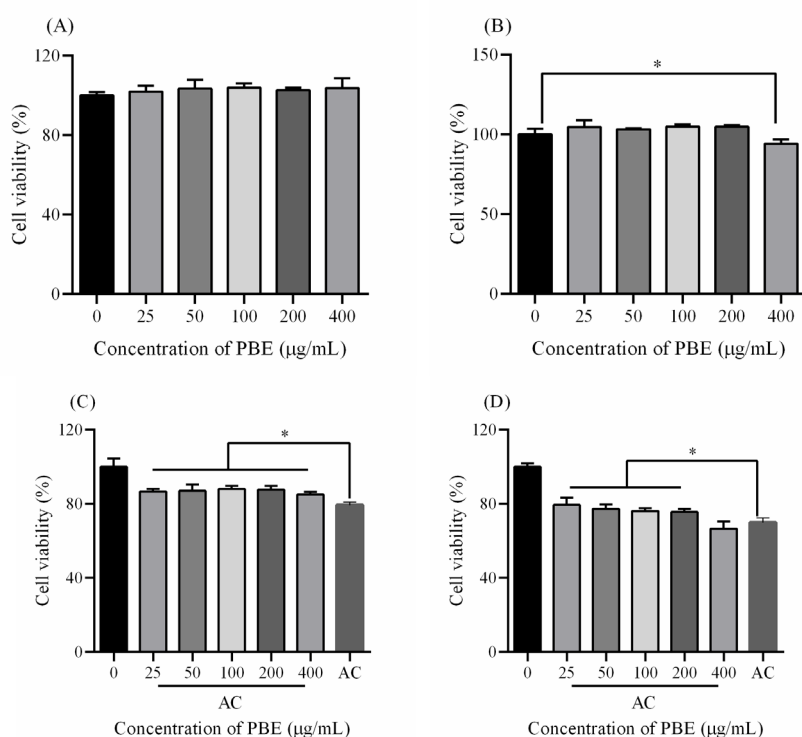 (A)
Cell viability (%)
120
80
40
0
0 25 50 100 200 400
Concentration of PBE (μg/mL)
(B)
Cell viability (%)
150
100
50
0
*
0 25 50 100 200 400
Concentration of PBE (μg/mL)
(C)
Cell viability (%)
120
80
40
0
*
0 25 50 100 200 400 AC
AC
Concentration of PBE (μg/mL)
(D)
Cell viability (%)
120
80
40
0
*
0 25 50 100 200 400 AC
AC
Concentration of PBE (μg/mL)